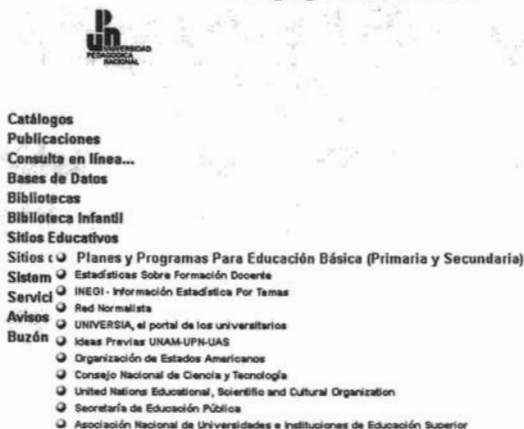 UNIVERSIDAD
PEDAGOGICA
NACIONAL
Catálogos
Publicaciones
Consulta en línea...
Bases de Datos
Bibliotecas
Biblioteca Infantil
Sitios Educativos
Sitios Planes y Programas Para Educación Básica (Primaria y Secundaria)
Sistem Estadísticas Sobre Formación Docente
Servici INEGI - Información Estadística Por Temas
Avisos Red Normalista
UNIVERSIA, el portal de los universitarios
Buzón Ideas Previas UNAM-UPN-UAS
Organización de Estados Americanos
Consejo Nacional de Ciencia y Tecnología
United Nations Educational, Scientific and Cultural Organization
Secretaría de Educación Pública
Asociación Nacional de Universidades e Instituciones de Educación Superior